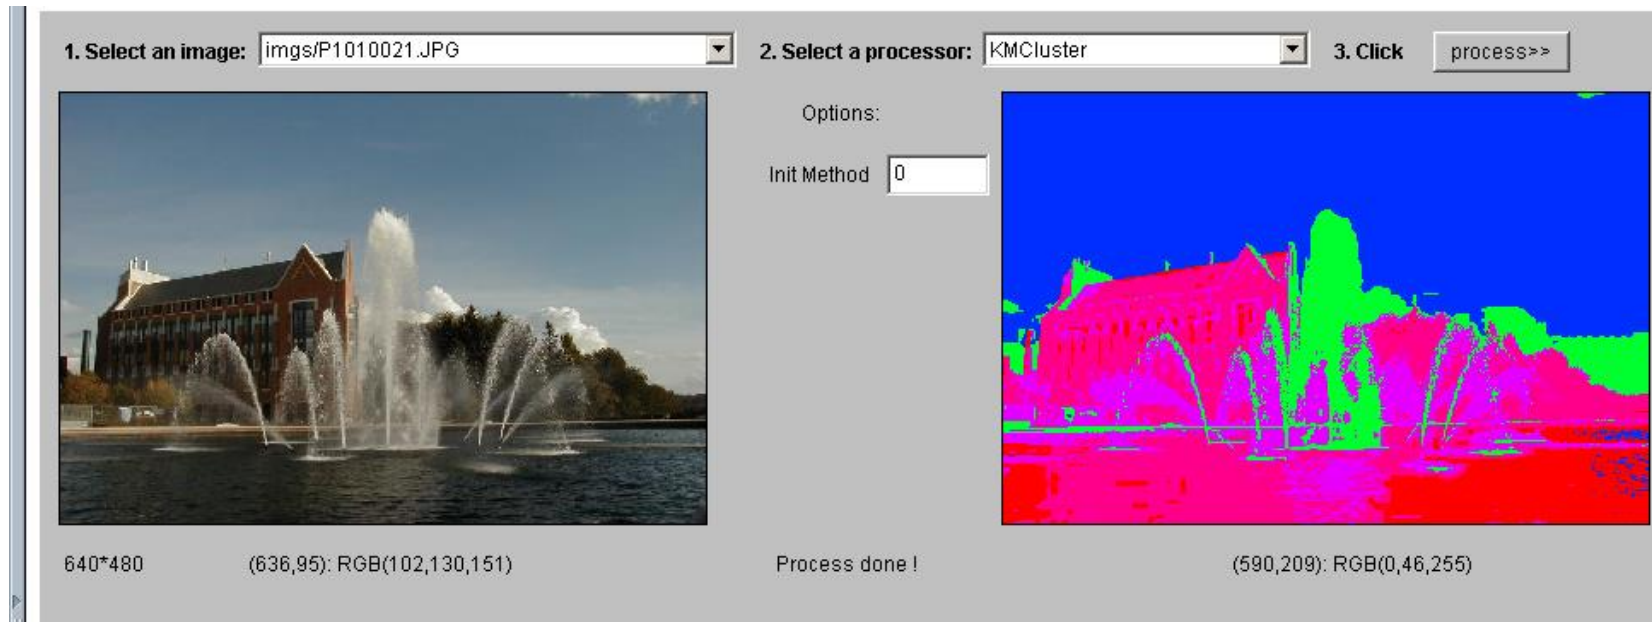 1. Select an image: imgs/P1010021.JPG 2. Select a processor: KMCluster 3. Click process>>
Options:
Init Method 0
640*480 (636,95): RGB(102,130,151) Process done ! (590,209): RGB(0,46,255)